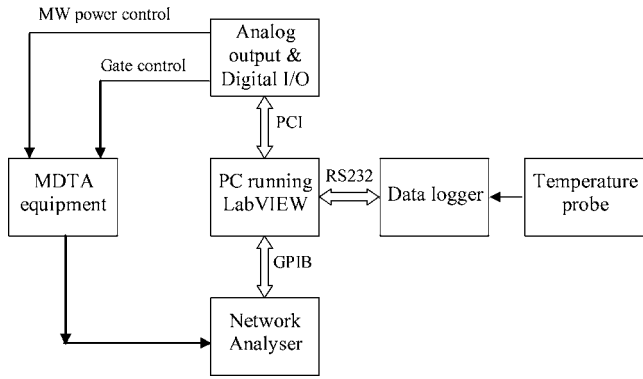 MW power control
Gate control
Analog
output &
Digital I/O
PCI
MDTA
equipment
PC running
LabVIEW
RS232
Data logger
Temperature
probe
GPIB
Network
Analyser